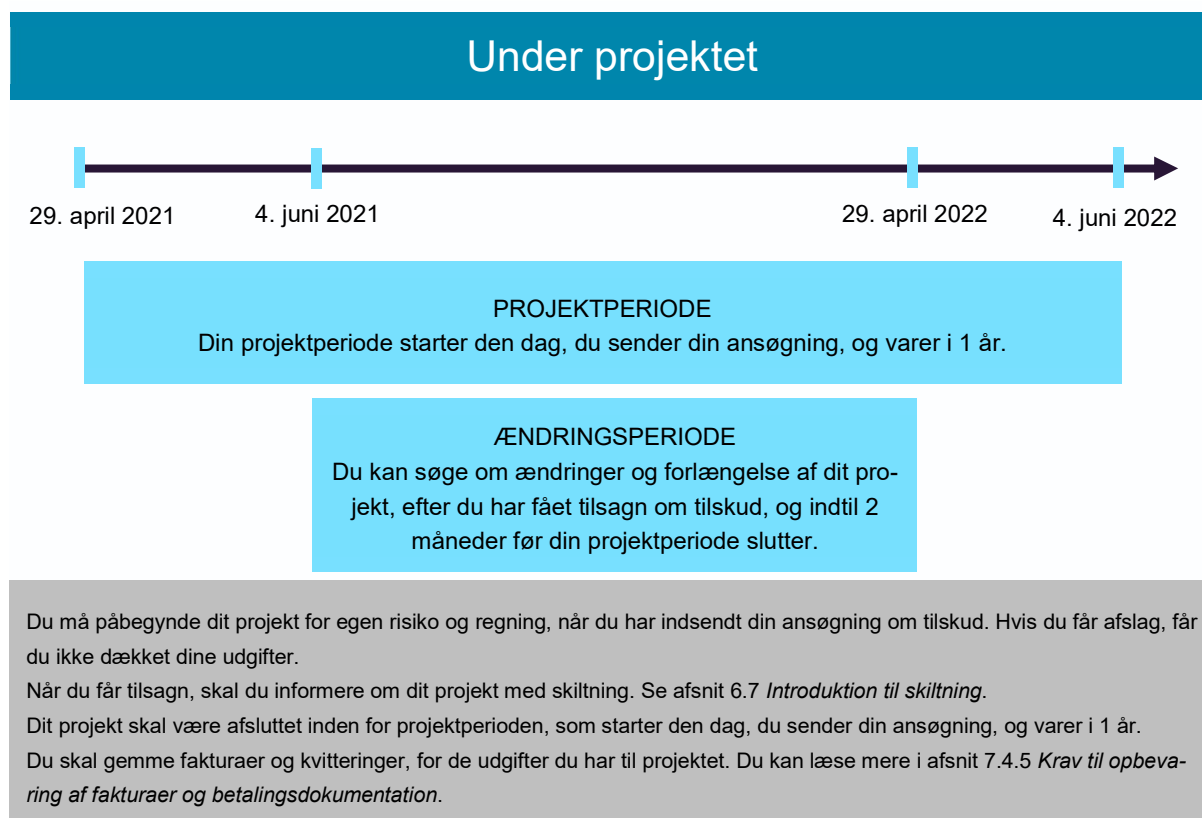 Under projektet
29. april 2021
4. juni 2021
29. april 2022
4. juni 2022
PROJEKTPERIODE
Din projektperiode starter den dag, du sender din ansøgning, og varer i 1 år.
ÆNDRINGSPERIODE
Du kan søge om ændringer og forlængelse af dit pro-
jekt, efter du har fået tilsagn om tilskud, og indtil 2
måneder før din projektperiode slutter.
Du må påbegynde dit projekt for egen risiko og regning, når du har indsendt din ansøgning om tilskud. Hvis du får afslag, får
du ikke dækket dine udgifter.
Når du får tilsagn, skal du informere om dit projekt med skiltning. Se afsnit 6.7 Introduktion til skiltning.
Dit projekt skal være afsluttet inden for projektperioden, som starter den dag, du sender din ansøgning, og varer i 1 år.
Du skal gemme fakturaer og kvitteringer, for de udgifter du har til projektet. Du kan læse mere i afsnit 7.4.5 Krav til opbeva-
ring af fakturaer og betalingsdokumentation.